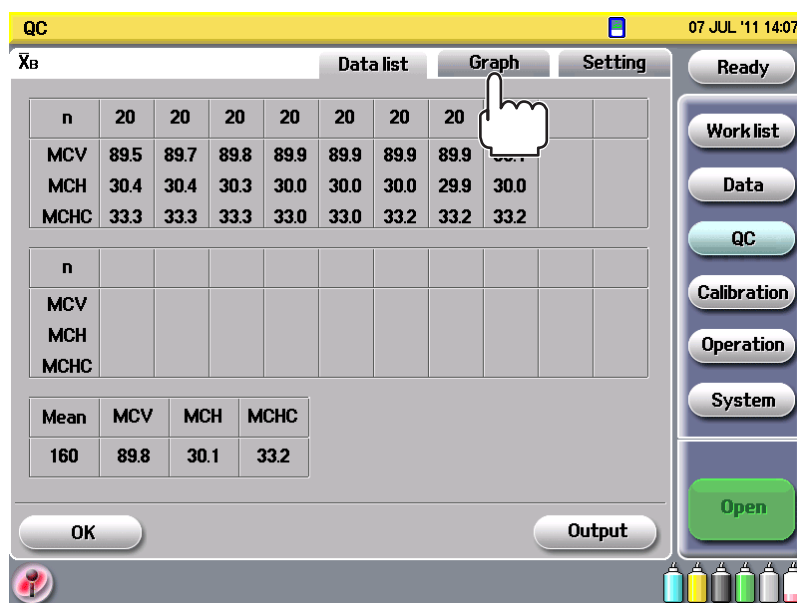 QC 07 JUL '11 14:07
X̅B Data list Graph Setting Ready
n 20 20 20 20 20 20 20
MCV 89.5 89.7 89.8 89.9 89.9 89.9 89.9
MCH 30.4 30.4 30.3 30.0 30.0 30.0 29.9 30.0
MCHC 33.3 33.3 33.3 33.0 33.0 33.2 33.2 33.2
n
MCV
MCH
MCHC
Mean MCV MCH MCHC
160 89.8 30.1 33.2
OK Output
Work list
Data
QC
Calibration
Operation
System
Open